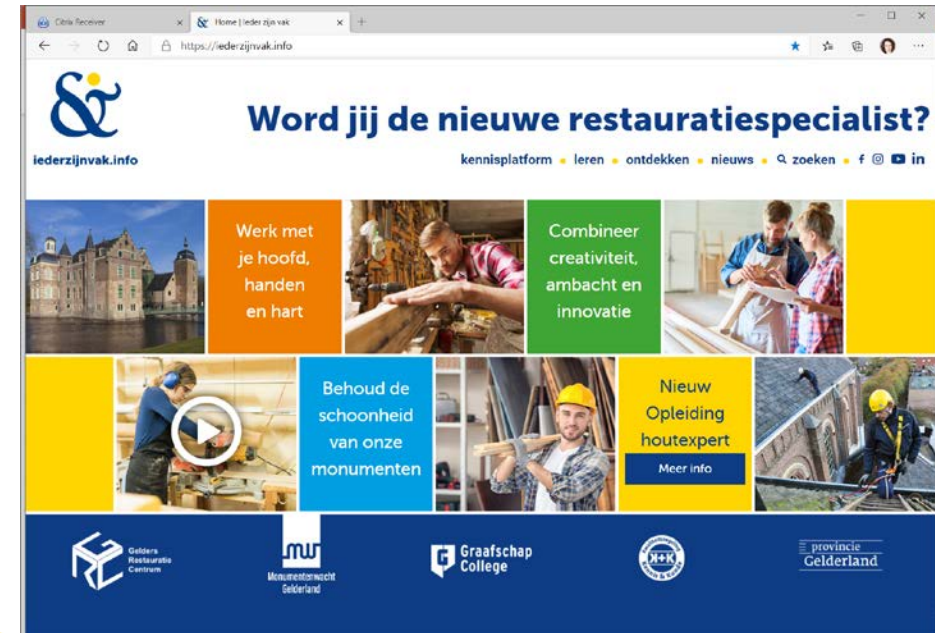 Citrix Receiver
Home | Ieder zijn vak
https://iederzijnvak.info
&
iederzijnvak.info
Word jij de nieuwe restauratiespecialist?
kennisplatform leren ontdekken nieuws zoeken f in
Werk met
je hoofd,
handen
en hart
Combineer
creativiteit,
ambacht en
innovatie
Behoud de
schoonheid
van onze
monumenten
Nieuw
Opleiding
houtexpert
Meer info
Gelders
Restauratie
Centrum
mwg
Monumentenwacht
Gelderland
G
Graafschap
College
K+K
provincie
Gelderland